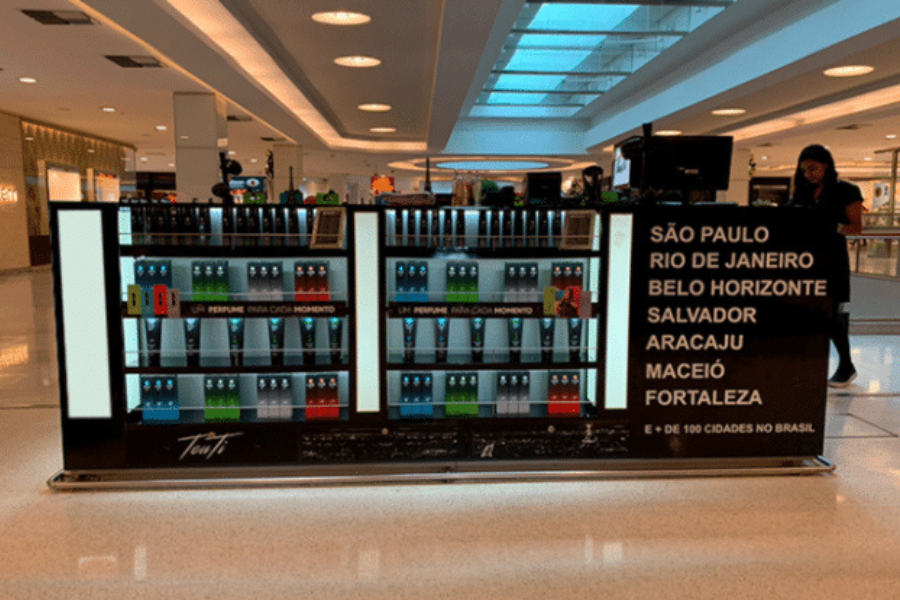 UM PERFUME PARA CADA MOMENTO
UM PERFUME PARA CADA MOMENTO
TouTi
SÃO PAULO
RIO DE JANEIRO
BELO HORIZONTE
SALVADOR
ARACAJU
MACEIÓ
FORTALEZA
E + DE 100 CIDADES NO BRASIL